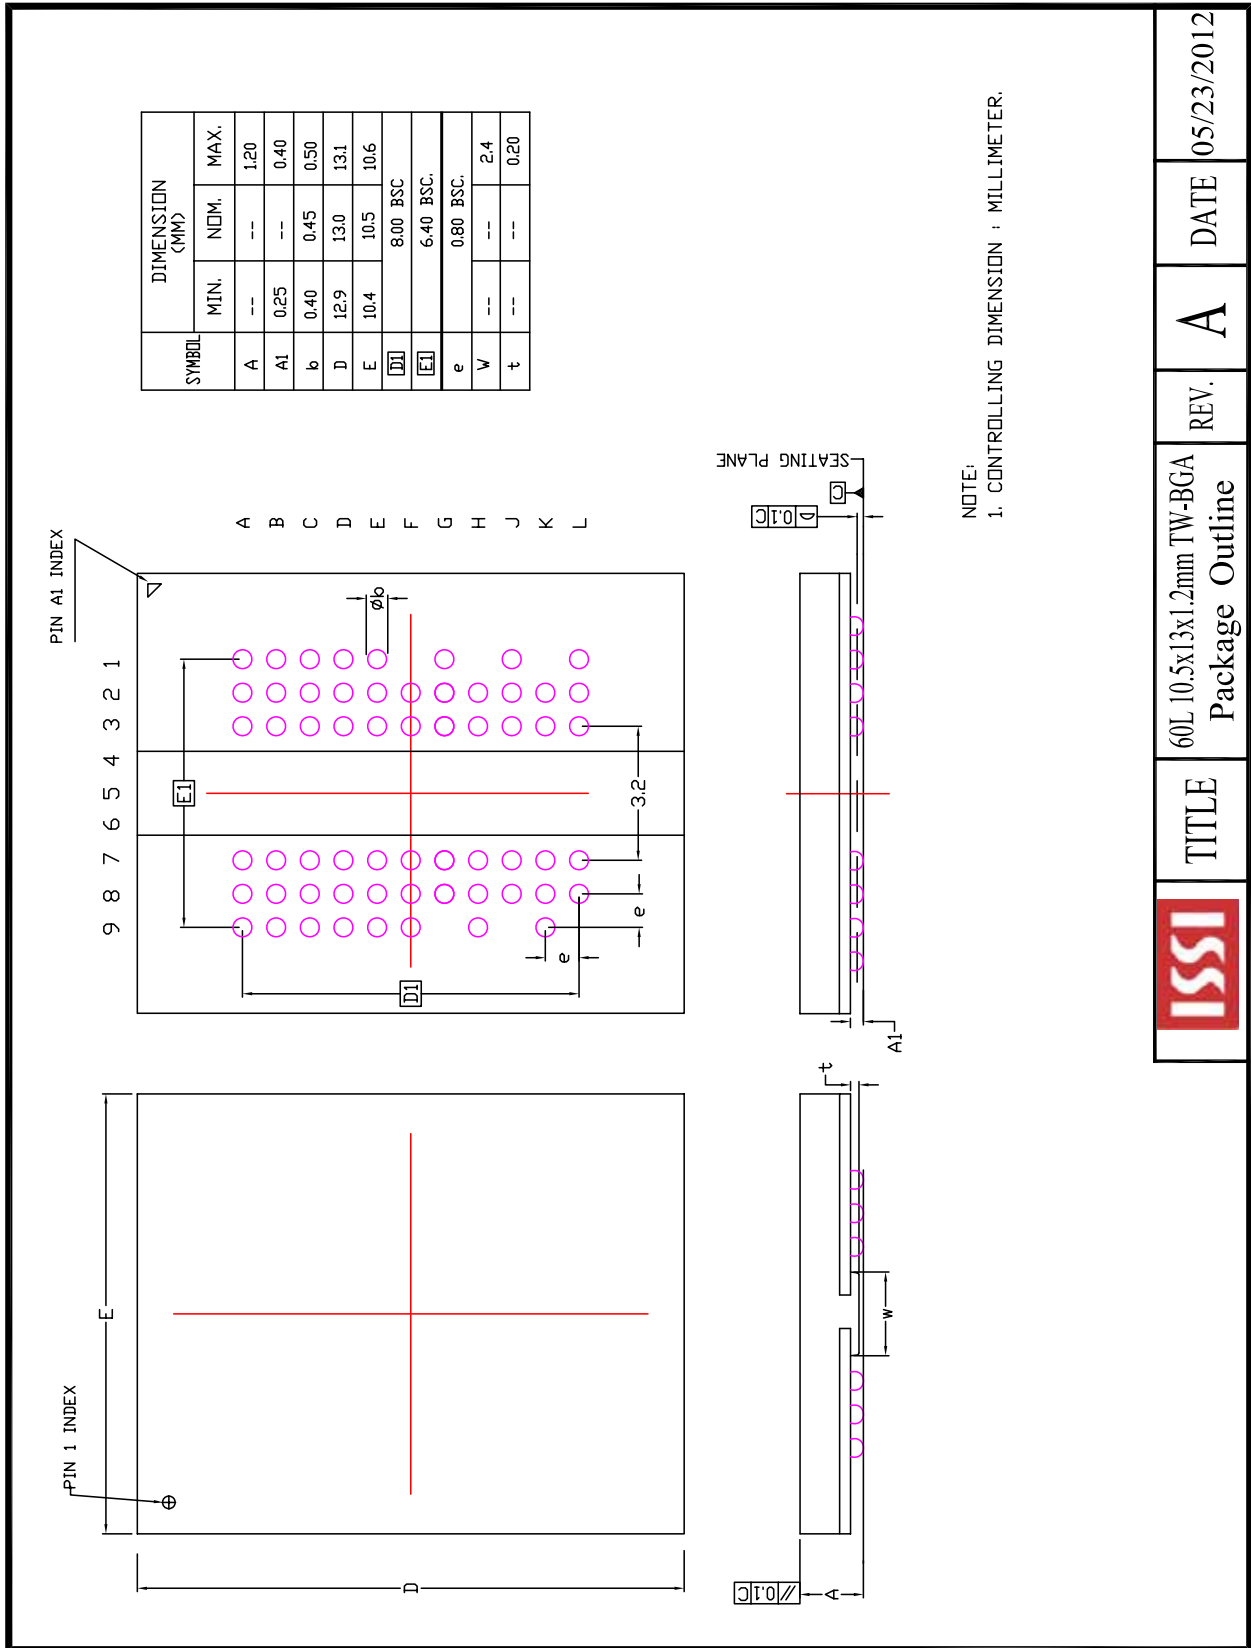 PIN 1 INDEX
E
D
PIN A1 INDEX
9 8 7 6 5 4 3 2 1
A
B
C
D
E
F
G
H
J
K
L
E1
D1
Øb
3.2
e
e
SYMBOL DIMENSION (MM)
MIN. NOM. MAX.
A -- -- 1.20
A1 0.25 -- 0.40
b 0.40 0.45 0.50
D 12.9 13.0 13.1
E 10.4 10.5 10.6
D1 8.00 BSC
E1 6.40 BSC.
e 0.80 BSC.
W -- -- 2.4
t -- -- 0.20
// 0.1 C
A
w
t
A1
0.1 C
C
SEATING PLANE
NOTE:
1. CONTROLLING DIMENSION : MILLIMETER.
ISSI
TITLE
60L 10.5x13x1.2mm TW-BGA
Package Outline
REV.
A
DATE
05/23/2012